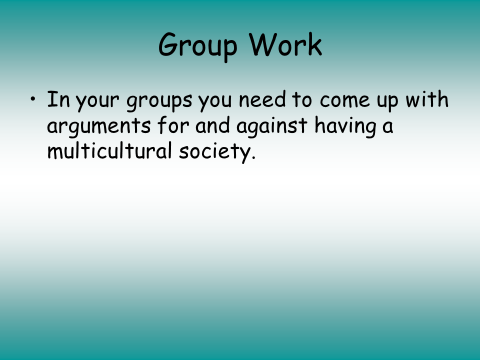 Group Work
• In your groups you need to come up with
arguments for and against having a
multicultural society.